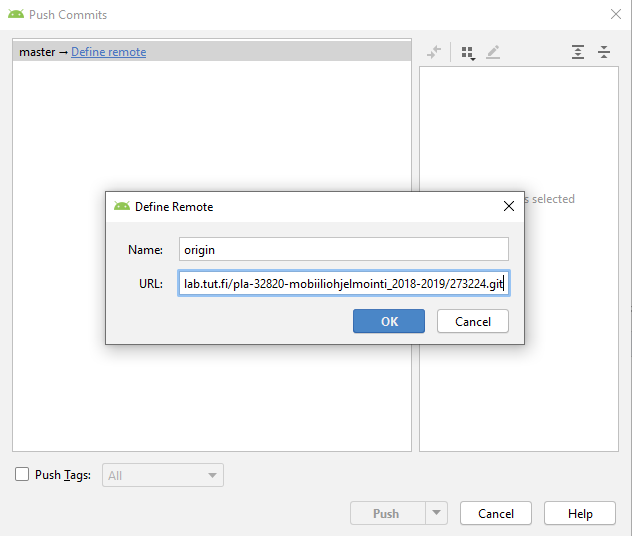 Push Commits
master → Define remote
s selected
Define Remote
Name: origin
URL: lab.tut.fi/pla-32820-mobiiliohjelmointi_2018-2019/273224.git
OK Cancel
Push Tags: All
Push Cancel Help